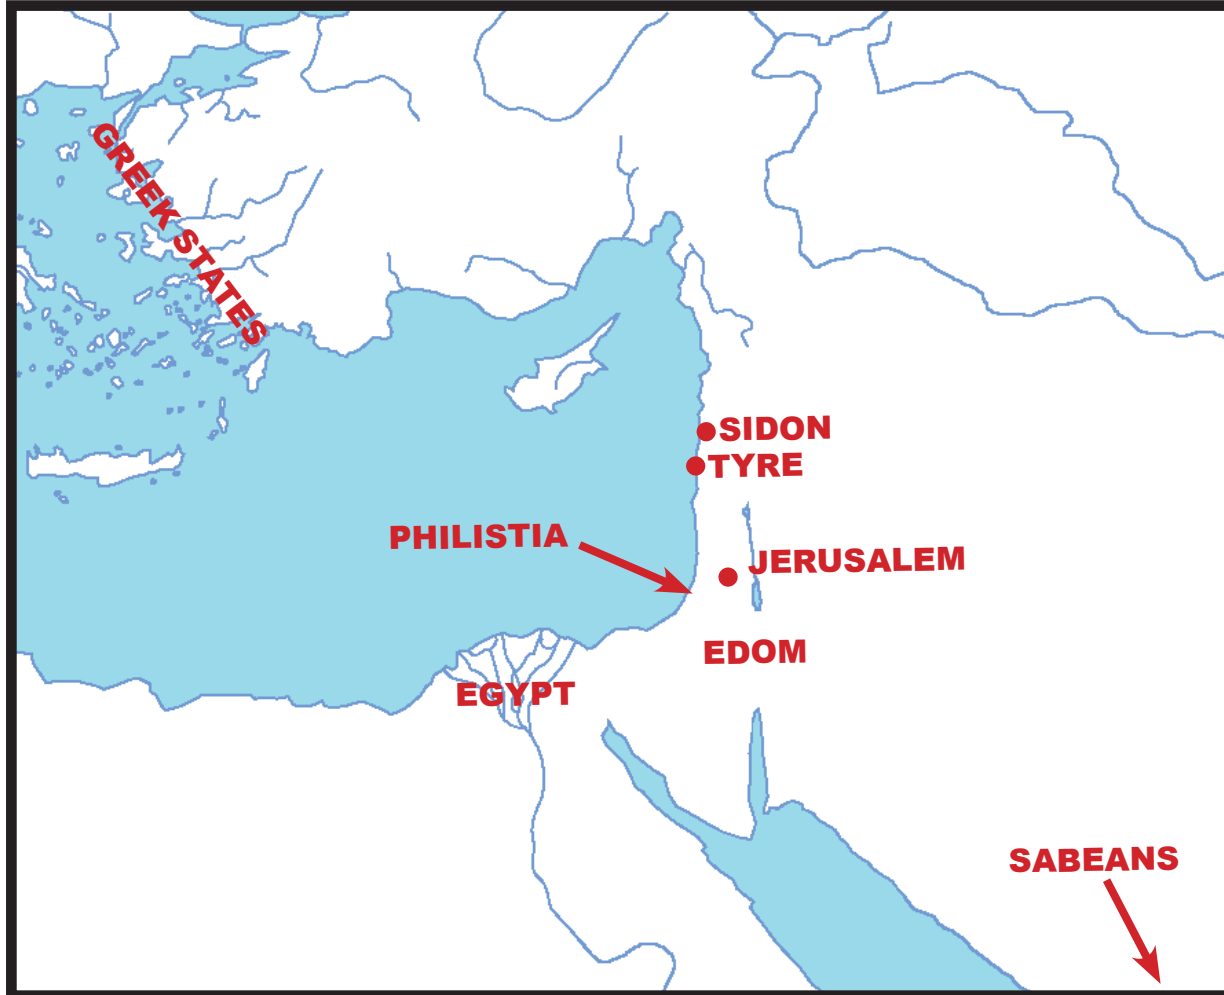 GREEK STATES
SIDON
TYRE
PHILISTIA
JERUSALEM
EDOM
EGYPT
SABEANS